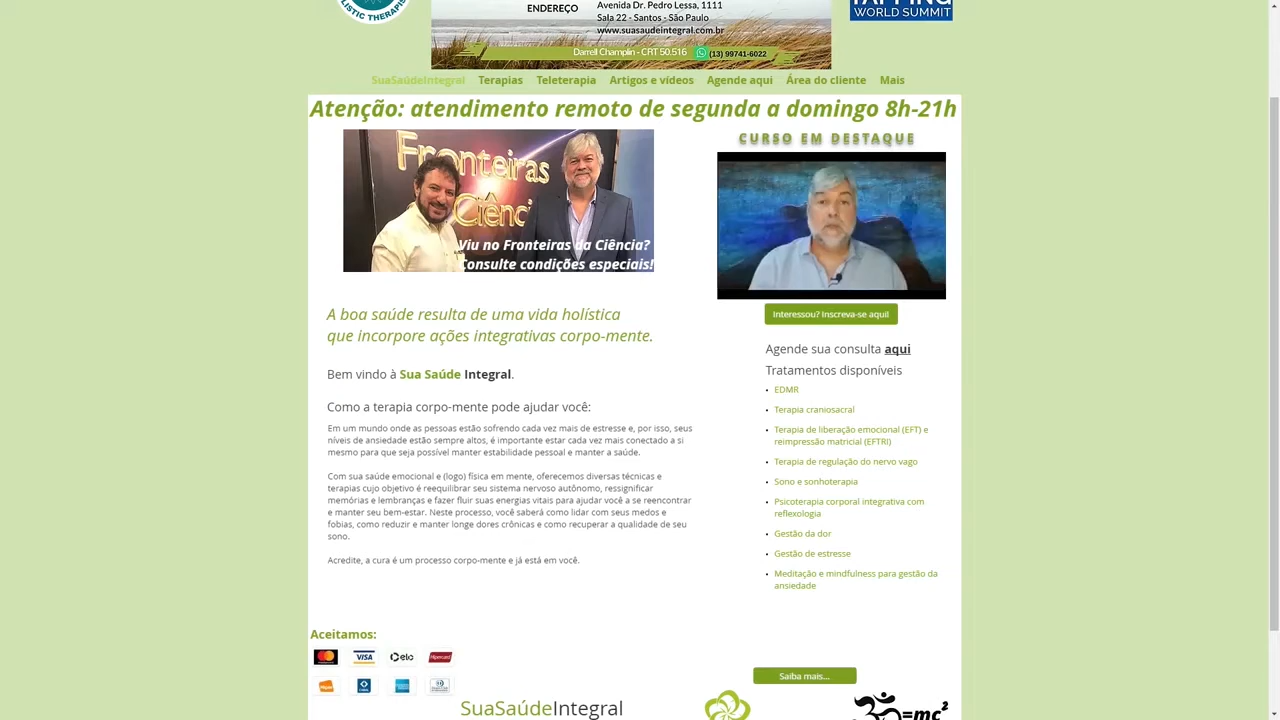 LISTIC THERAPIS
ENDEREÇO
Avenida Dr. Pedro Lessa, 1111
Sala 22 - Santos - São Paulo
www.suasaudeintegral.com.br
Darrell Champlin - CRT 50.516
(13) 99741-6022
TAPPING
WORLD SUMMIT
SuaSaúdeIntegral Terapias Teleterapia Artigos e vídeos Agende aqui Área do cliente Mais
Atenção: atendimento remoto de segunda a domingo 8h-21h
Fronteiras
Ciênc
Viu no Fronteiras da Ciência?
Consulte condições especiais!
A boa saúde resulta de uma vida holística
que incorpore ações integrativas corpo-mente.
Bem vindo à Sua Saúde Integral.
Como a terapia corpo-mente pode ajudar você:
Em um mundo onde as pessoas estão sofrendo cada vez mais de estresse e, por isso, seus
níveis de ansiedade estão sempre altos, é importante estar cada vez mais conectado a si
mesmo para que seja possível manter estabilidade pessoal e manter a saúde.
Com sua saúde emocional e (logo) física em mente, oferecemos diversas técnicas e
terapias cujo objetivo é reequilibrar seu sistema nervoso autônomo, ressignificar
memórias e lembranças e fazer fluir suas energias vitais para ajudar você a se reencontrar
e manter seu bem-estar. Neste processo, você saberá como lidar com seus medos e
fobias, como reduzir e manter longe dores crônicas e como recuperar a qualidade de seu
sono.
Acredite, a cura é um processo corpo-mente e já está em você.
CURSO EM DESTAQUE
Interessou? Inscreva-se aqui!
Agende sua consulta aqui
Tratamentos disponíveis
EDMR
Terapia craniosacral
Terapia de liberação emocional (EFT) e
reimpressão matricial (EFTRI)
Terapia de regulação do nervo vago
Sono e sonhoterapia
Psicoterapia corporal integrativa com
reflexologia
Gestão da dor
Gestão de estresse
Meditação e mindfulness para gestão da
ansiedade
Aceitamos:
VISA
elo
Hipercard
Saiba mais...
SuaSaúdeIntegral
ॐ=mc²